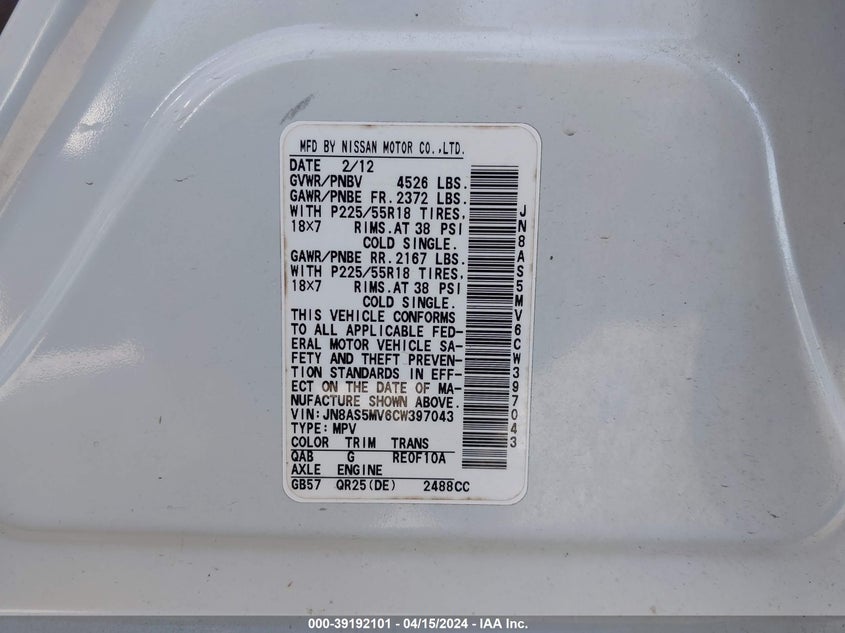 MFD BY NISSAN MOTOR CO.,LTD.
DATE 2/12
GVWR/PNBV 4526 LBS.
GAWR/PNBE FR.2372 LBS.
WITH P225/55R18 TIRES,
18X7 RIMS.AT 38 PSI
COLD SINGLE.
GAWR/PNBE RR.2167 LBS.
WITH P225/55R18 TIRES,
18X7 RIMS.AT 38 PSI
COLD SINGLE.
THIS VEHICLE CONFORMS
TO ALL APPLICABLE FED-
ERAL MOTOR VEHICLE SA-
FETY AND THEFT PREVEN-
TION STANDARDS IN EFF-
ECT ON THE DATE OF MA-
NUFACTURE SHOWN ABOVE.
VIN:JN8AS5MV6CW397043
TYPE:MPV
COLOR TRIM TRANS
QAB G RE0F10A
AXLE ENGINE
GB57 QR25(DE) 2488CC
JN8AS5MV6CW397043
000-39192101 - 04/15/2024 - IAA Inc.